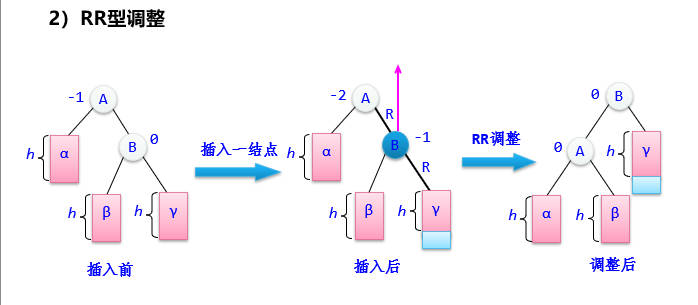 2）RR型调整
-1 A
B 0
h α
h β
h γ
插入前
插入一结点
-2 A
R
B -1
R
h α
h β
h γ
插入后
RR调整
0 B
0 A
h γ
h α
h β
调整后